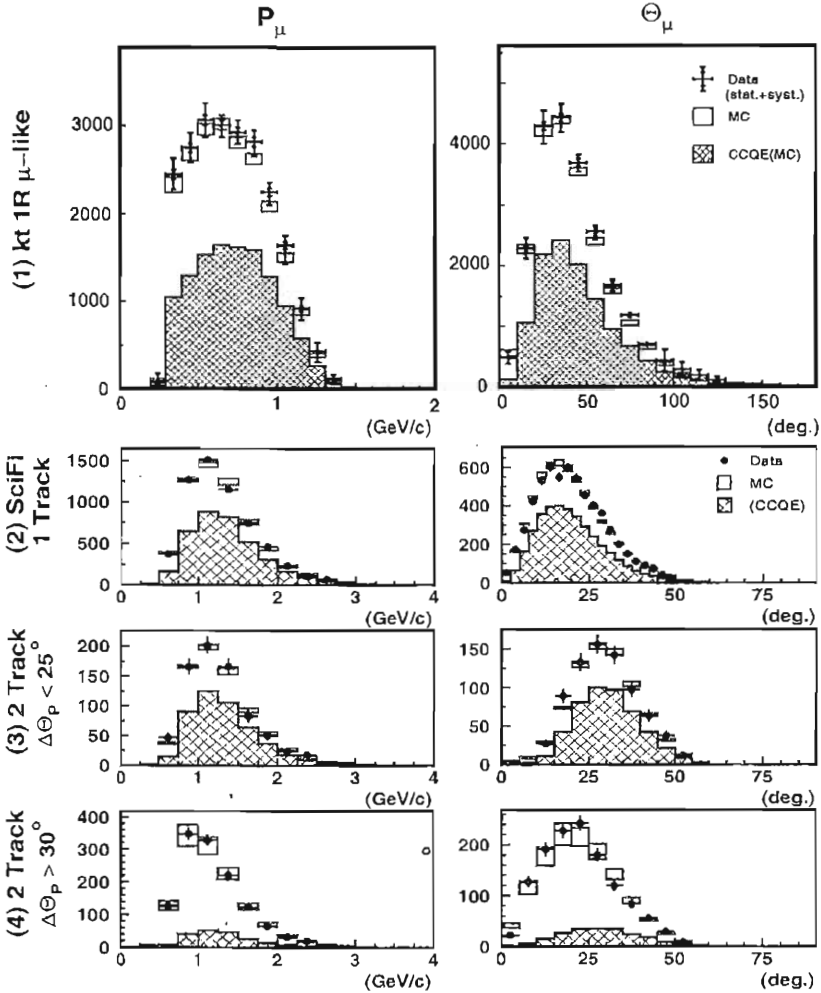 P_μ
Θ_μ
(1) kt 1R μ-like
3000
2000
1000
0
0 1 2
(GeV/c)
4000
2000
0
0 50 100 150
(deg.)
Data
(stat.+syst.)
MC
CCQE(MC)
(2) SciFi
1 Track
1500
1000
500
0
0 1 2 3 4
(GeV/c)
600
400
200
0
0 25 50 75
(deg.)
Data
MC
(CCQE)
(3) 2 Track
ΔΘ_P < 25°
200
150
100
50
0
0 1 2 3 4
(GeV/c)
150
100
50
0
0 25 50 75
(deg.)
(4) 2 Track
ΔΘ_P > 30°
400
300
200
100
0
0 1 2 3 4
(GeV/c)
200
100
0
0 25 50 75
(deg.)